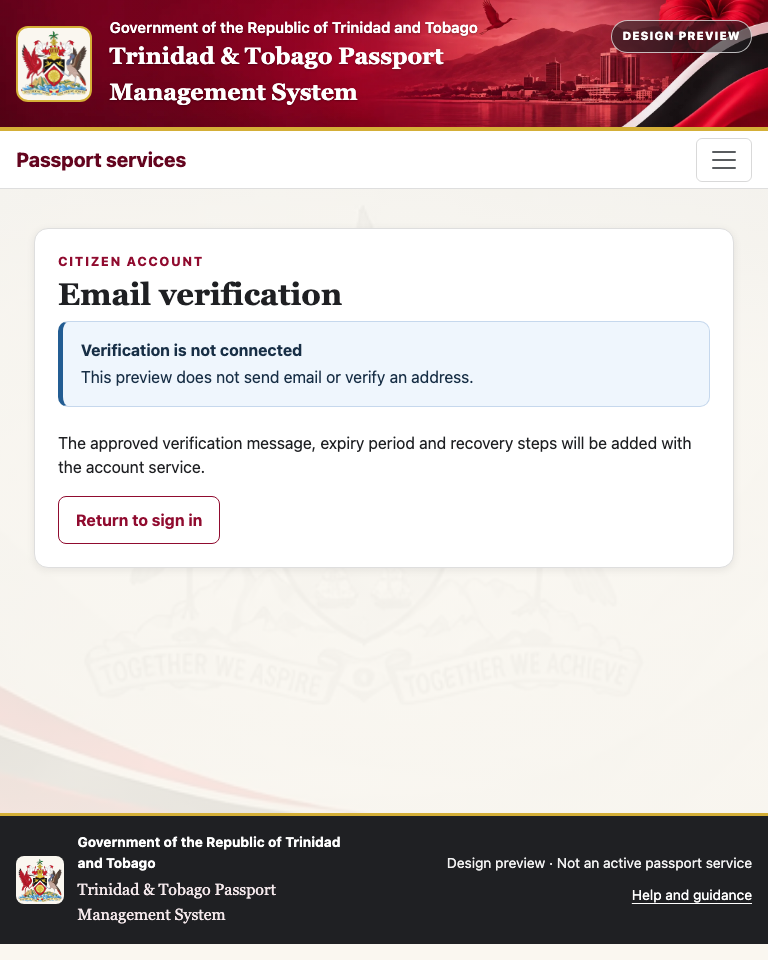 Government of the Republic of Trinidad and Tobago
Trinidad & Tobago Passport
Management System
DESIGN PREVIEW
Passport services
CITIZEN ACCOUNT
Email verification
Verification is not connected
This preview does not send email or verify an address.
The approved verification message, expiry period and recovery steps will be added with
the account service.
Return to sign in
TOGETHER WE ASPIRE
TOGETHER WE ACHIEVE
Government of the Republic of Trinidad
and Tobago
Trinidad & Tobago Passport
Management System
Design preview · Not an active passport service
Help and guidance